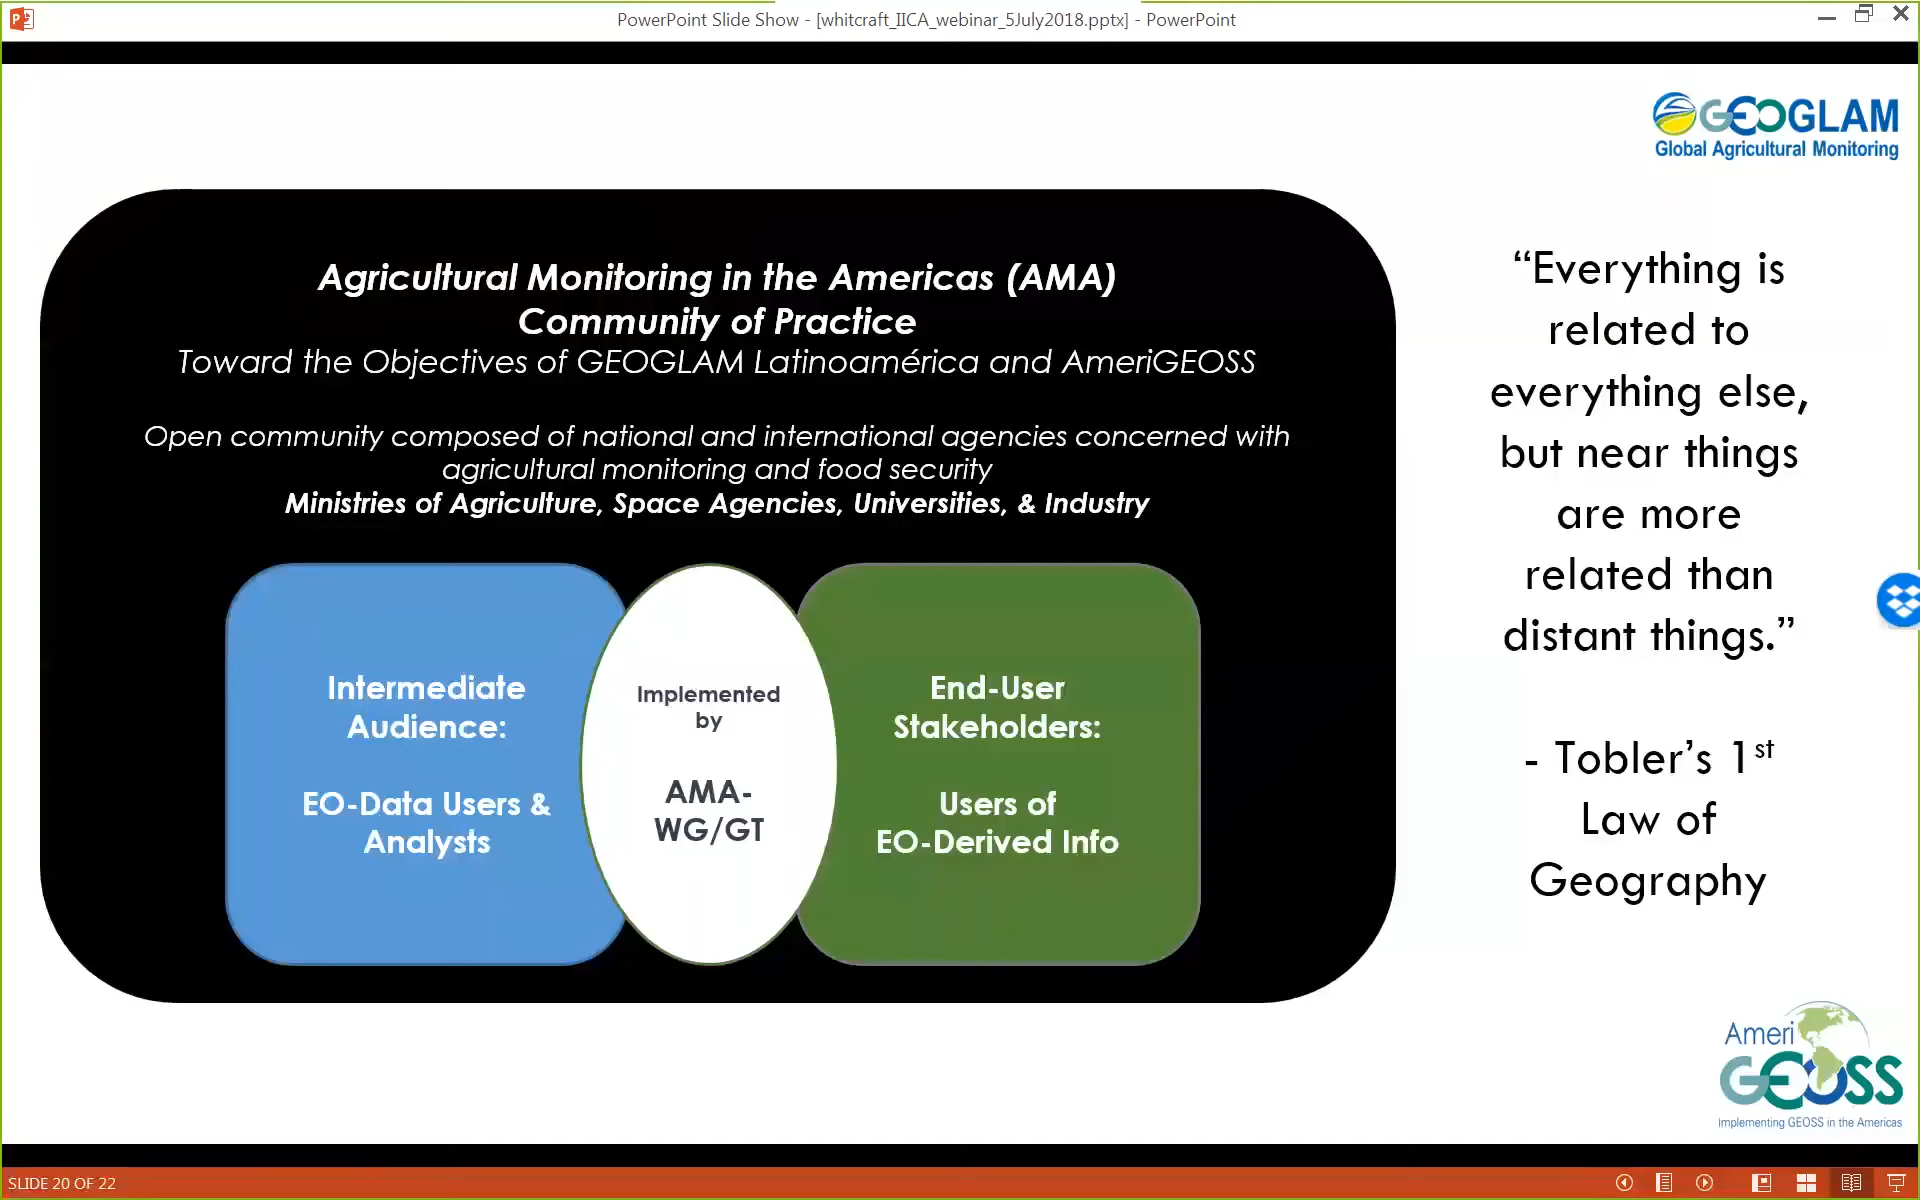 PowerPoint Slide Show - [whitcraft_IICA_webinar_5July2018.pptx] - PowerPoint
GEOGLAM
Global Agricultural Monitoring
Agricultural Monitoring in the Americas (AMA)
Community of Practice
Toward the Objectives of GEOGLAM Latinoamérica and AmeriGEOSS
Open community composed of national and international agencies concerned with
agricultural monitoring and food security
Ministries of Agriculture, Space Agencies, Universities, & Industry
Intermediate
Audience:
EO-Data Users &
Analysts
Implemented
by
AMA-
WG/GT
End-User
Stakeholders:
Users of
EO-Derived Info
“Everything is
related to
everything else,
but near things
are more
related than
distant things.”
- Tobler’s 1st
Law of
Geography
Ameri
GEOSS
Implementing GEOSS in the Americas
SLIDE 20 OF 22